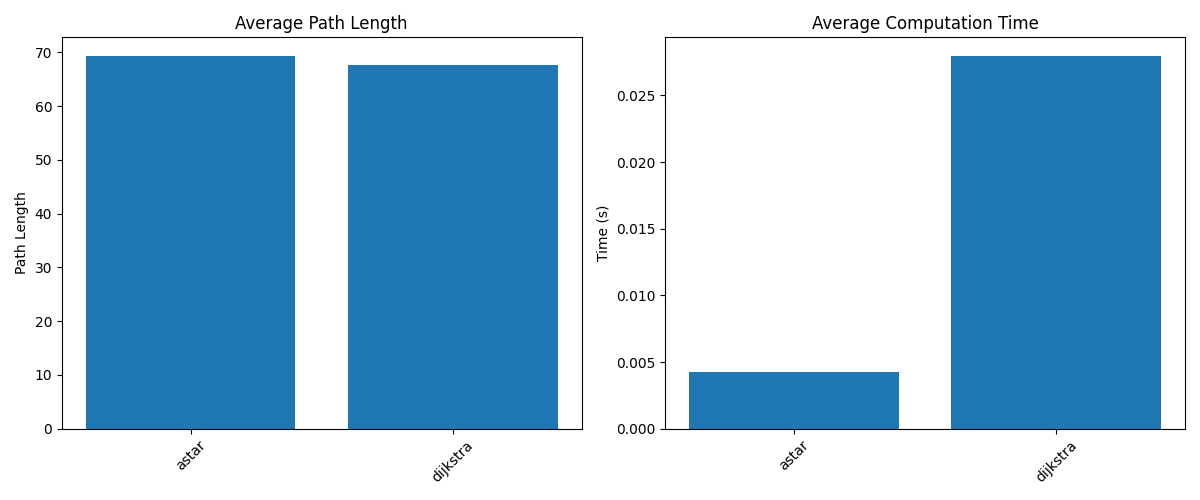 Average Path Length
Path Length
70
60
50
40
30
20
10
0
astar
dijkstra
Average Computation Time
Time (s)
0.025
0.020
0.015
0.010
0.005
0.000
astar
dijkstra